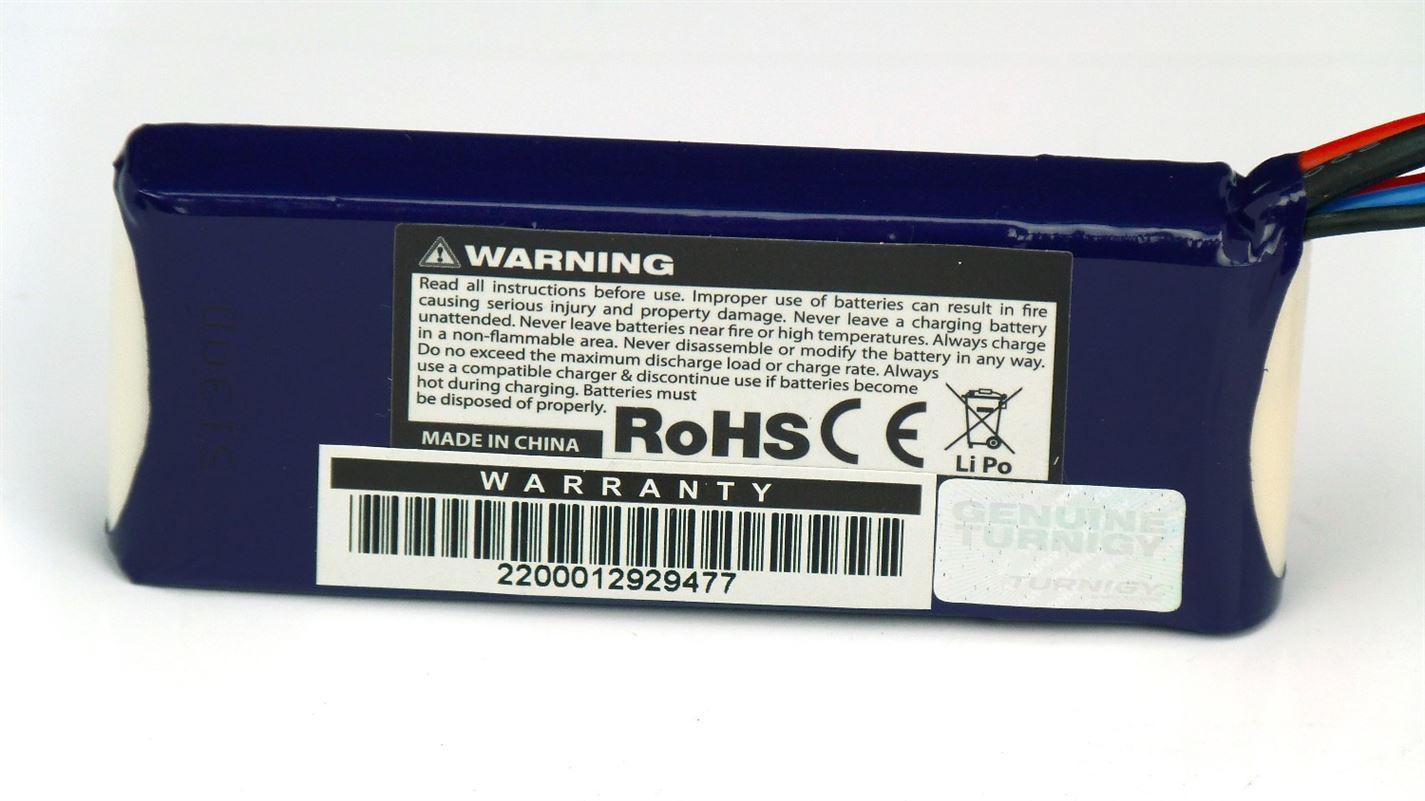 WARNING
Read all instructions before use. Improper use of batteries can result in fire
causing serious injury and property damage. Never leave a charging battery
unattended. Never leave batteries near fire or high temperatures. Always charge
in a non-flammable area. Never disassemble or modify the battery in any way.
Do no exceed the maximum discharge load or charge rate. Always
use a compatible charger & discontinue use if batteries become
hot during charging. Batteries must
be disposed of properly.
MADE IN CHINA
RoHS CE
Li Po
WARRANTY
2200012929477
GENUINE
TURNIGY
TURNIGY